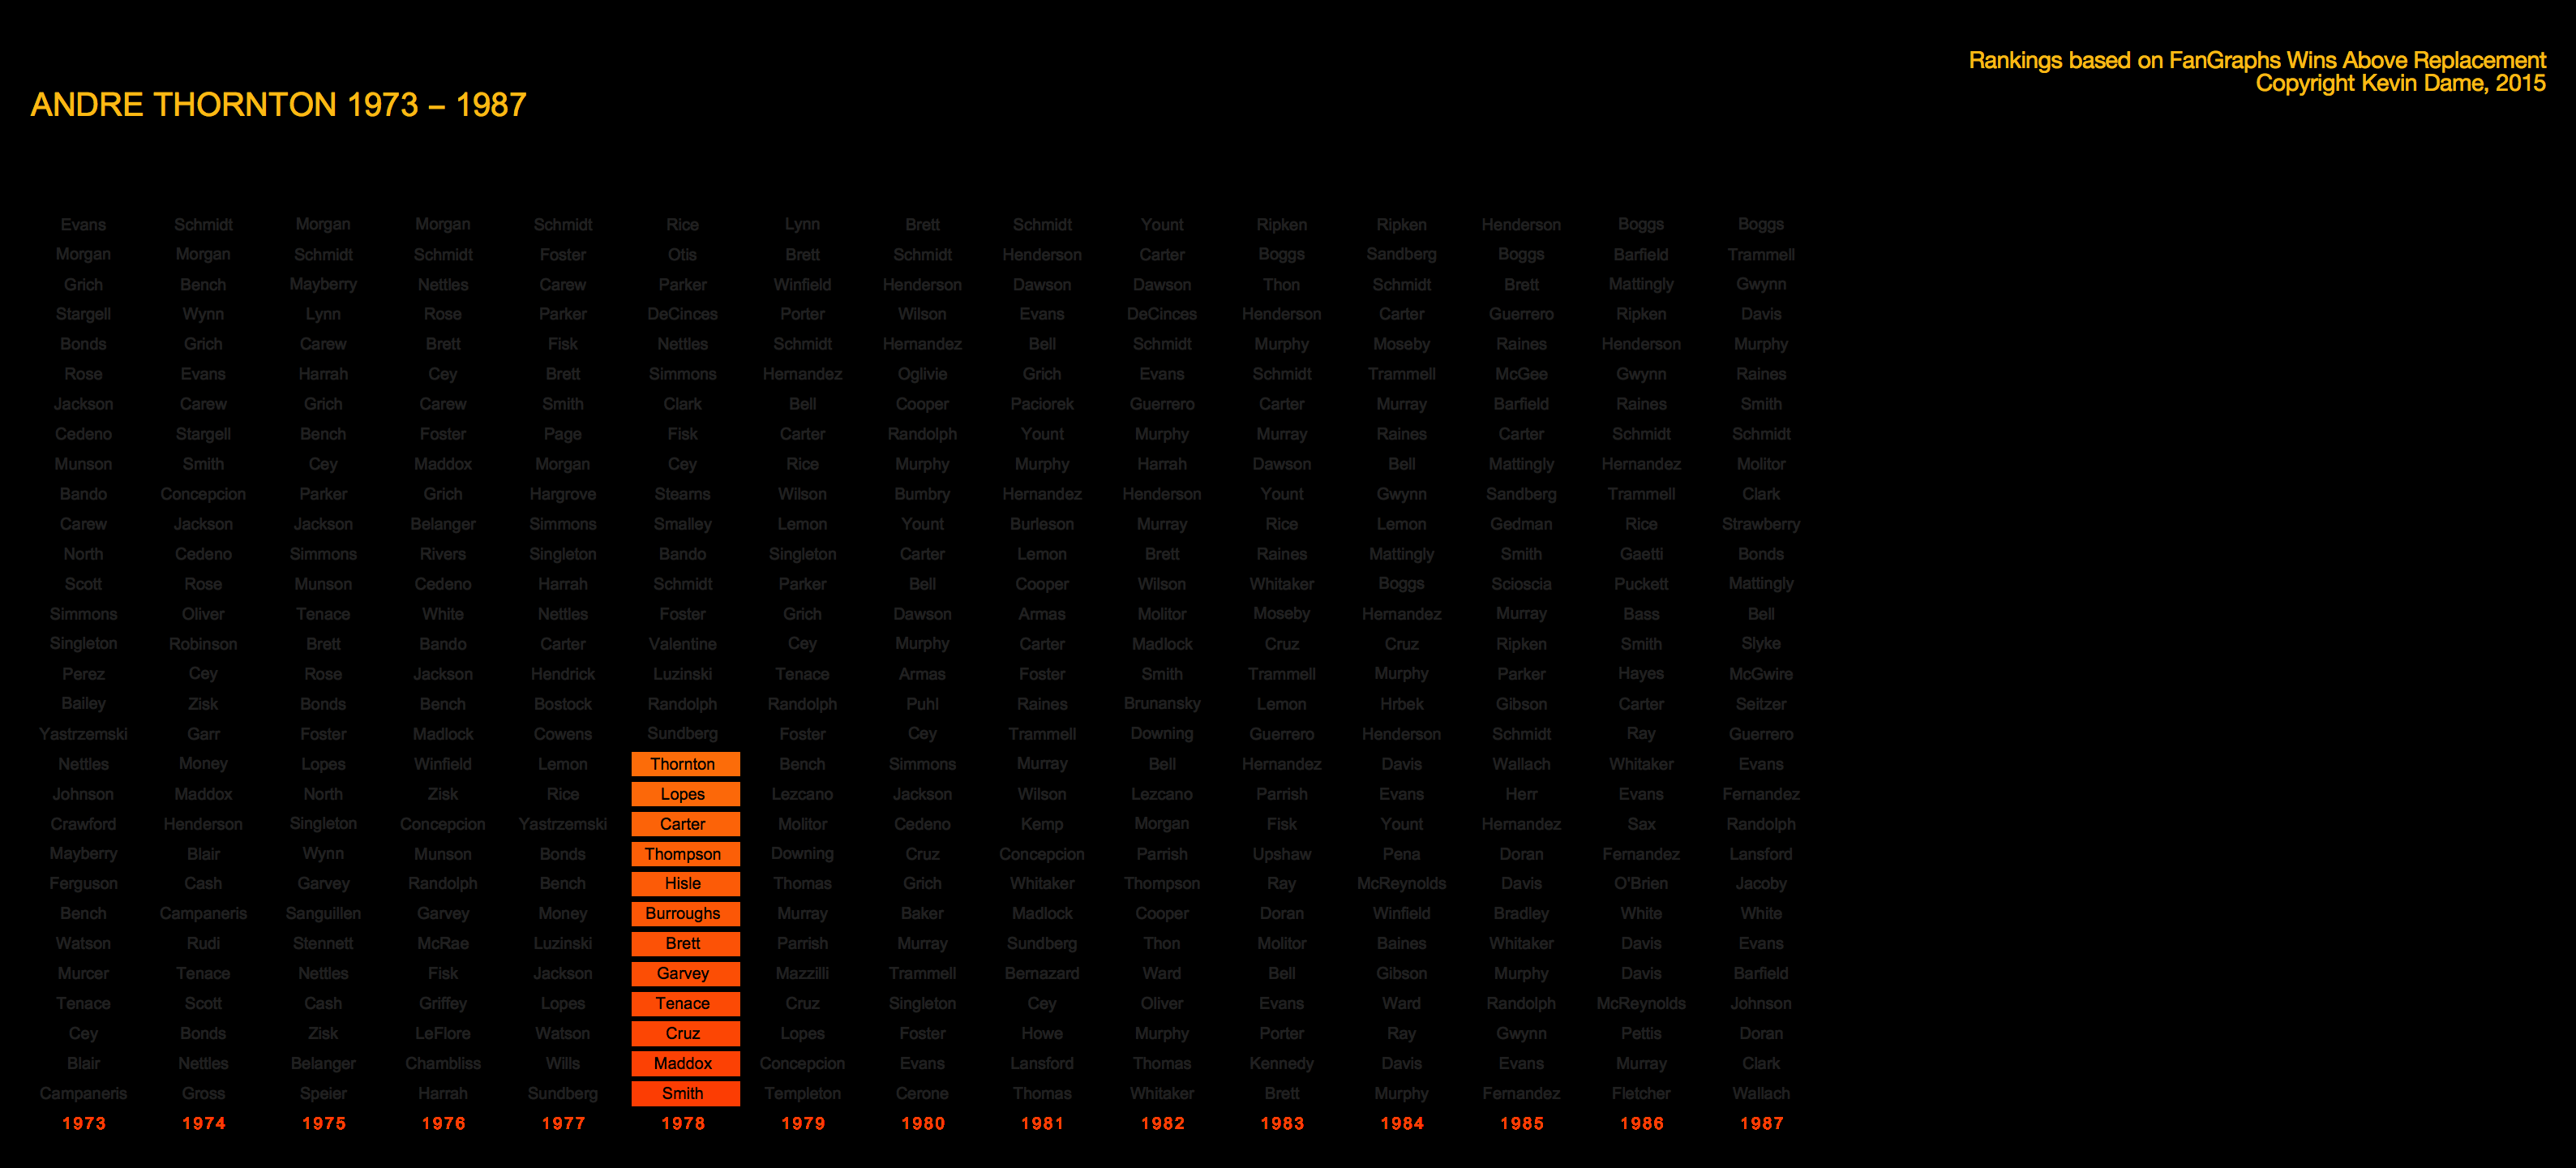 Rankings based on FanGraphs Wins Above Replacement
Copyright Kevin Dame, 2015
ANDRE THORNTON 1973 – 1987
Evans Schmidt Morgan Morgan Schmidt Rice Lynn Brett Schmidt Yount Ripken Ripken Henderson Boggs Boggs
Morgan Morgan Schmidt Schmidt Foster Otis Brett Schmidt Henderson Carter Boggs Sandberg Boggs Barfield Trammell
Grich Bench Mayberry Nettles Carew Parker Winfield Henderson Dawson Dawson Thon Schmidt Brett Mattingly Gwynn
Stargell Wynn Lynn Rose Parker DeCinces Porter Wilson Evans DeCinces Henderson Carter Guerrero Ripken Davis
Bonds Grich Carew Brett Fisk Nettles Schmidt Hernandez Bell Schmidt Murphy Moseby Raines Henderson Murphy
Rose Evans Harrah Cey Brett Simmons Hernandez Oglivie Grich Evans Schmidt Trammell McGee Gwynn Raines
Jackson Carew Grich Carew Smith Clark Bell Cooper Paciorek Guerrero Carter Murray Barfield Raines Smith
Cedeno Stargell Bench Foster Page Fisk Carter Randolph Yount Murphy Murray Raines Carter Schmidt Schmidt
Munson Smith Cey Maddox Morgan Cey Rice Murphy Murphy Harrah Dawson Bell Mattingly Hernandez Molitor
Bando Concepcion Parker Grich Hargrove Stearns Wilson Bumbry Hernandez Henderson Yount Gwynn Sandberg Trammell Clark
Carew Jackson Jackson Belanger Simmons Smalley Lemon Yount Burleson Murray Rice Lemon Gedman Rice Strawberry
North Cedeno Simmons Rivers Singleton Bando Singleton Carter Lemon Brett Raines Mattingly Smith Gaetti Bonds
Scott Rose Munson Cedeno Harrah Schmidt Parker Bell Cooper Wilson Whitaker Boggs Scioscia Puckett Mattingly
Simmons Oliver Tenace White Nettles Foster Grich Dawson Armas Molitor Moseby Hernandez Murray Bass Bell
Singleton Robinson Brett Bando Carter Valentine Cey Murphy Carter Madlock Cruz Cruz Ripken Smith Slyke
Perez Cey Rose Jackson Hendrick Luzinski Tenace Armas Foster Smith Trammell Murphy Parker Hayes McGwire
Bailey Zisk Bonds Bench Bostock Randolph Randolph Puhl Raines Brunansky Lemon Hrbek Gibson Carter Seitzer
Yastrzemski Garr Foster Madlock Cowens Sundberg Foster Cey Trammell Downing Guerrero Henderson Schmidt Ray Guerrero
Nettles Money Lopes Winfield Lemon Thornton Bench Simmons Murray Bell Hernandez Davis Wallach Whitaker Evans
Johnson Maddox North Zisk Rice Lopes Lezcano Jackson Wilson Lezcano Parrish Evans Herr Evans Fernandez
Crawford Henderson Singleton Concepcion Yastrzemski Carter Molitor Cedeno Kemp Morgan Fisk Yount Hernandez Sax Randolph
Mayberry Blair Wynn Munson Bonds Thompson Downing Cruz Concepcion Parrish Upshaw Pena Doran Fernandez Lansford
Ferguson Cash Garvey Randolph Bench Hisle Thomas Grich Whitaker Thompson Ray McReynolds Davis O'Brien Jacoby
Bench Campaneris Sanguillen Garvey Money Burroughs Murray Baker Madlock Cooper Doran Winfield Bradley White White
Watson Rudi Stennett McRae Luzinski Brett Parrish Murray Sundberg Thon Molitor Baines Whitaker Davis Evans
Murcer Tenace Nettles Fisk Jackson Garvey Mazzilli Trammell Bernazard Ward Bell Gibson Murphy Davis Barfield
Tenace Scott Cash Griffey Lopes Tenace Cruz Singleton Cey Oliver Evans Ward Randolph McReynolds Johnson
Cey Bonds Zisk LeFlore Watson Cruz Lopes Foster Howe Murphy Porter Ray Gwynn Pettis Doran
Blair Nettles Belanger Chambliss Wills Maddox Concepcion Evans Lansford Thomas Kennedy Davis Evans Murray Clark
Campaneris Gross Speier Harrah Sundberg Smith Templeton Cerone Thomas Whitaker Brett Murphy Fernandez Fletcher Wallach
1973 1974 1975 1976 1977 1978 1979 1980 1981 1982 1983 1984 1985 1986 1987